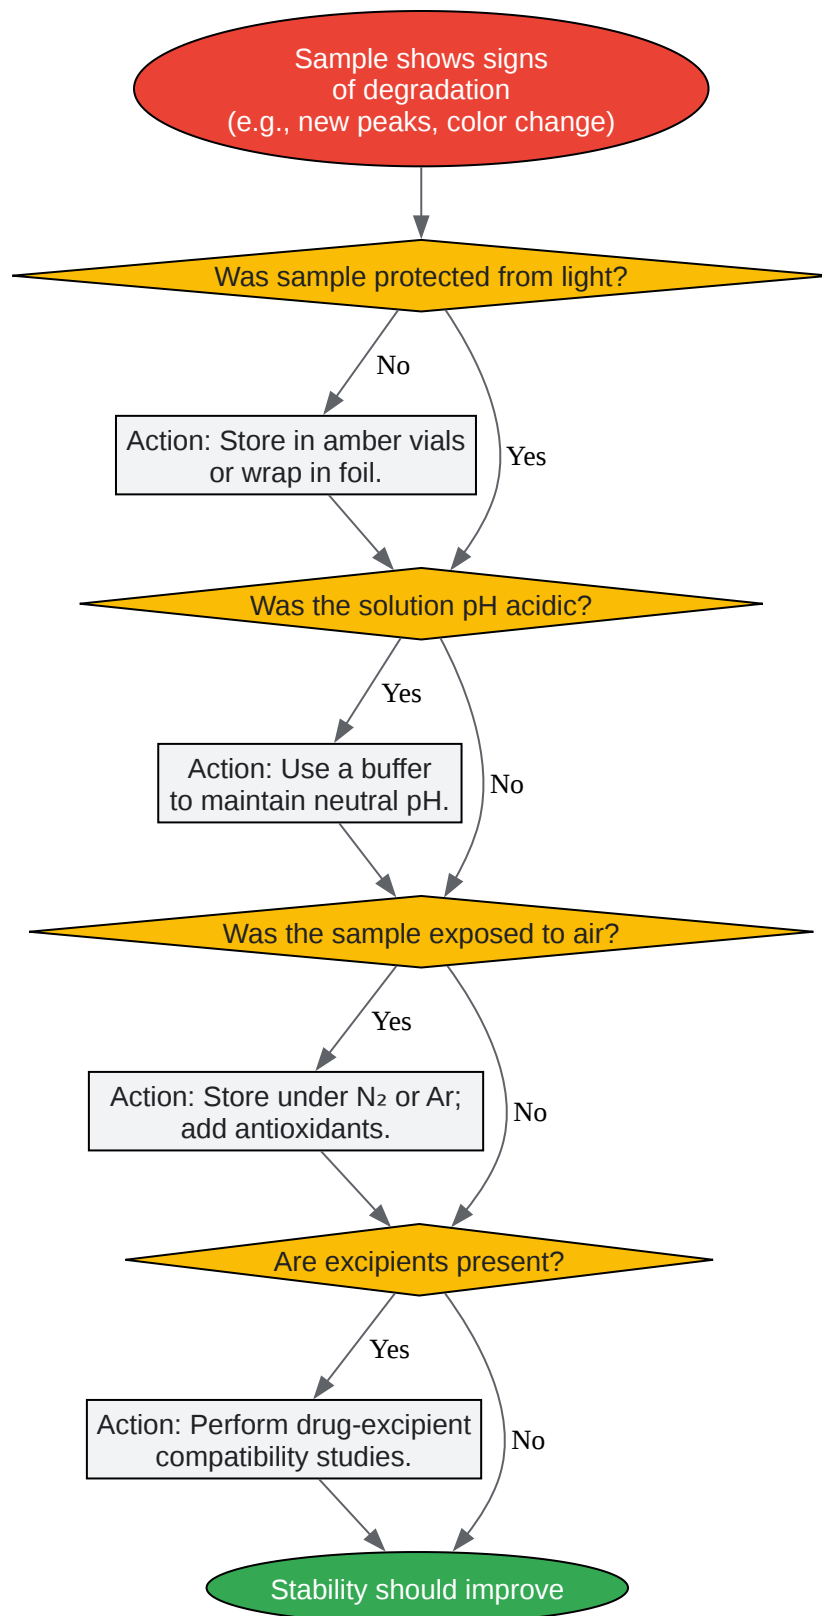 Sample shows signs
of degradation
(e.g., new peaks, color change)
Was sample protected from light?
No
Action: Store in amber vials
or wrap in foil.
Yes
Was the solution pH acidic?
Yes
Action: Use a buffer
to maintain neutral pH.
No
Was the sample exposed to air?
Yes
Action: Store under N₂ or Ar;
add antioxidants.
No
Are excipients present?
Yes
Action: Perform drug-excipient
compatibility studies.
No
Stability should improve